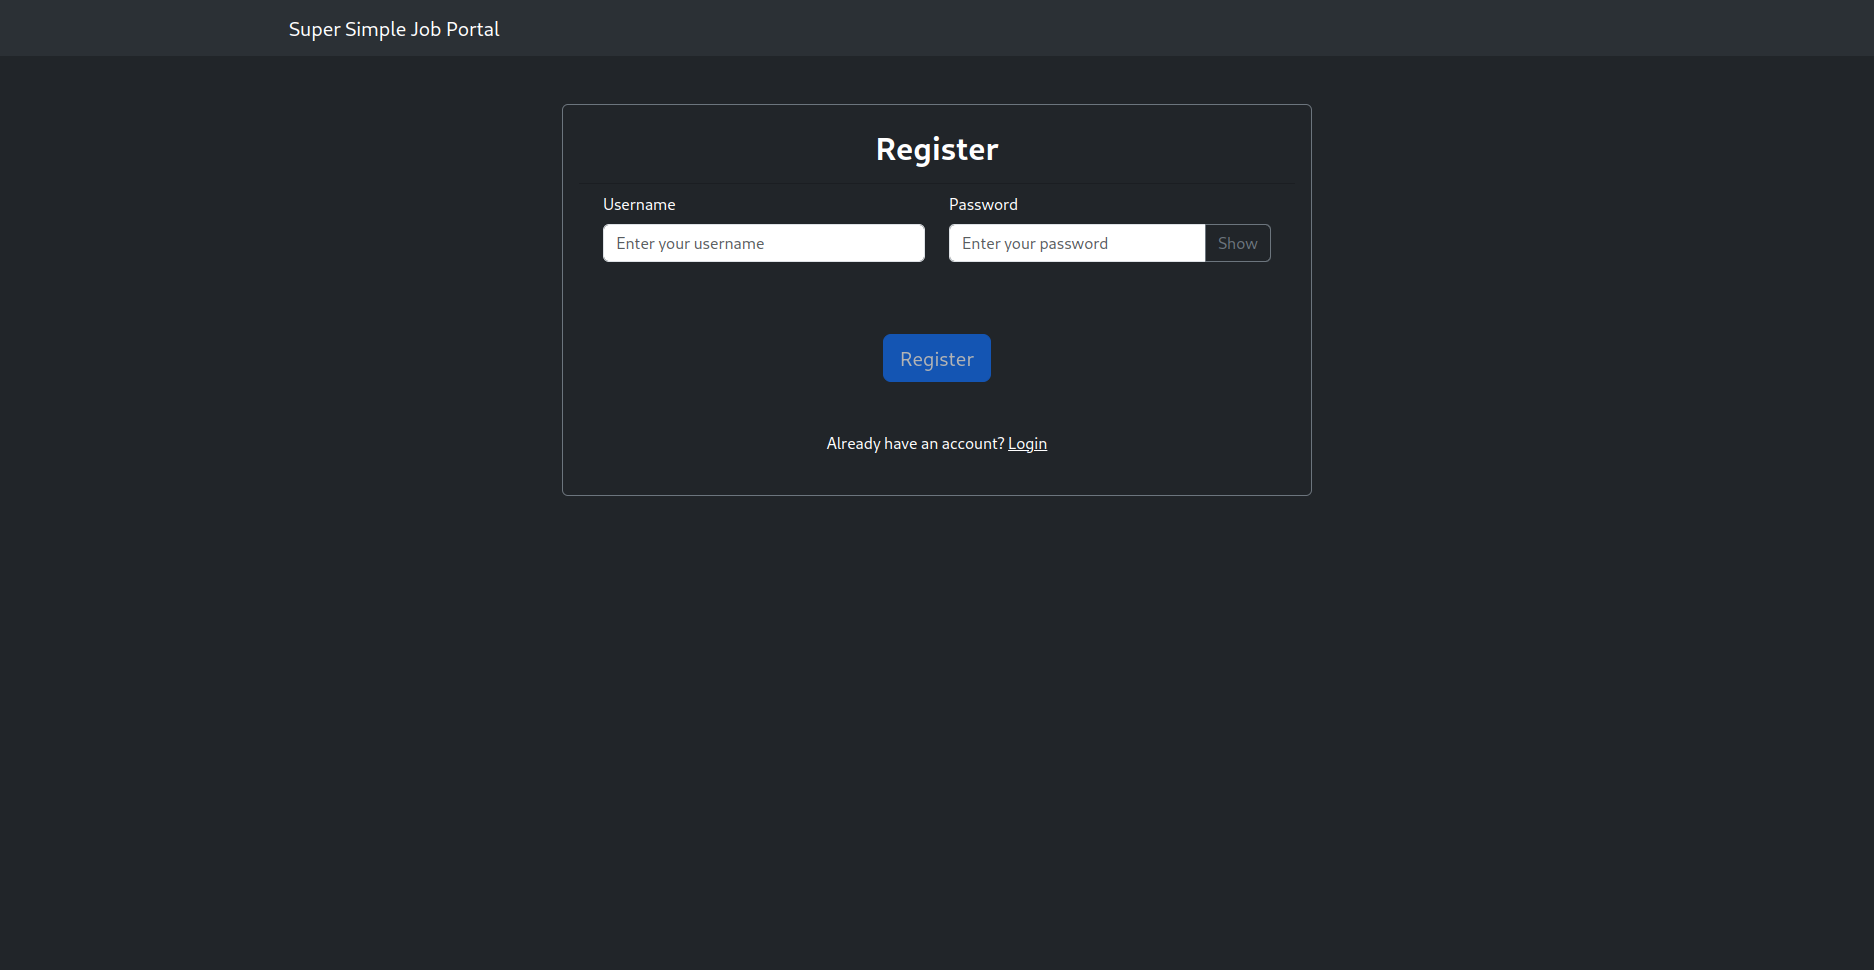 Super Simple Job Portal
Register
Username Password
Enter your username Enter your password Show
Register
Already have an account? Login